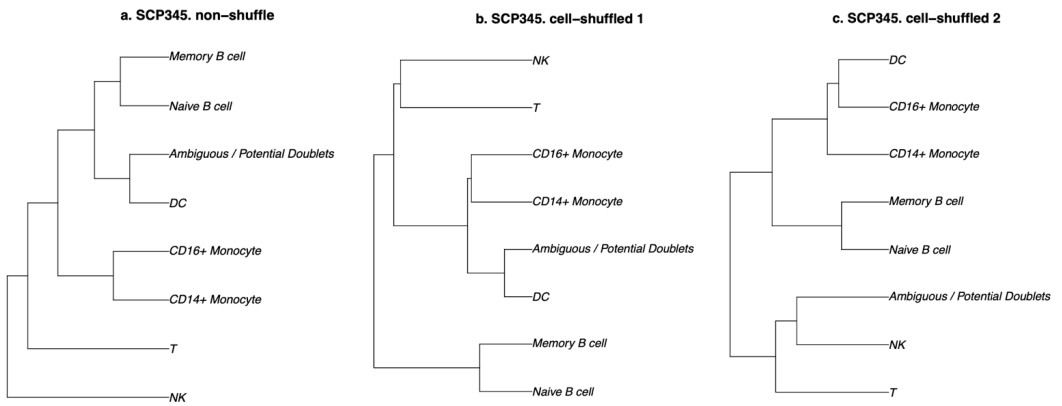 a. SCP345. non−shuffle
Memory B cell
Naive B cell
Ambiguous / Potential Doublets
DC
CD16+ Monocyte
CD14+ Monocyte
T
NK
b. SCP345. cell−shuffled 1
NK
T
CD16+ Monocyte
CD14+ Monocyte
Ambiguous / Potential Doublets
DC
Memory B cell
Naive B cell
c. SCP345. cell−shuffled 2
DC
CD16+ Monocyte
CD14+ Monocyte
Memory B cell
Naive B cell
Ambiguous / Potential Doublets
NK
T